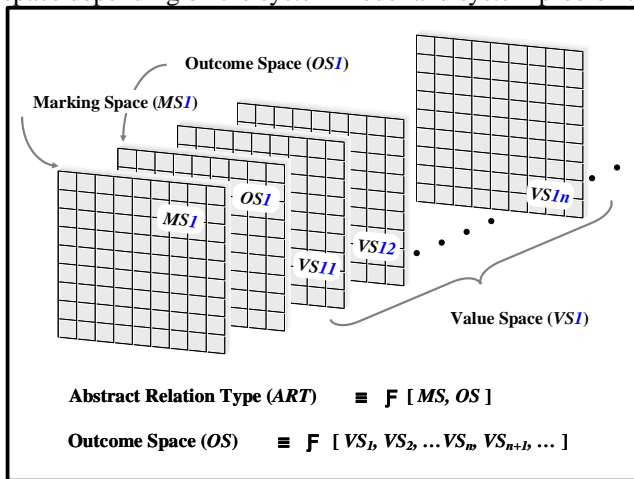 Outcome Space (OS1)
Marking Space (MS1)
MS1
OS1
VS11
VS12
VS1n
Value Space (VS1)
Abstract Relation Type (ART) ≡ Ƒ [ MS, OS ]
Outcome Space (OS) ≡ Ƒ [ VS1, VS2, …VSn, VSn+1, … ]